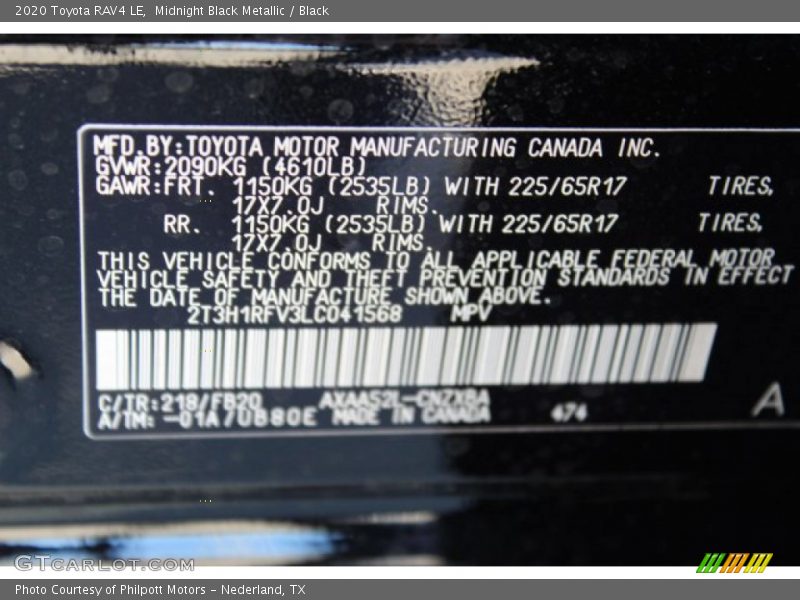 2020 Toyota RAV4 LE, Midnight Black Metallic / Black
MFD.BY:TOYOTA MOTOR MANUFACTURING CANADA INC.
GVWR:2090KG (4610LB)
GAWR:FRT. 1150KG (2535LB) WITH 225/65R17 TIRES,
17X7.0J RIMS.
RR. 1150KG (2535LB) WITH 225/65R17 TIRES,
17X7.0J RIMS.
THIS VEHICLE CONFORMS TO ALL APPLICABLE FEDERAL MOTOR
VEHICLE SAFETY AND THEFT PREVENTION STANDARDS IN EFFECT
THE DATE OF MANUFACTURE SHOWN ABOVE.
2T3H1RFV3LC041568 MPV
C/TR:218/FB20 AXAA52L-CNZXBA
A/TM: -01A/UB80E MADE IN CANADA 474
A
GTcarlot.com
Photo Courtesy of Philpott Motors - Nederland, TX